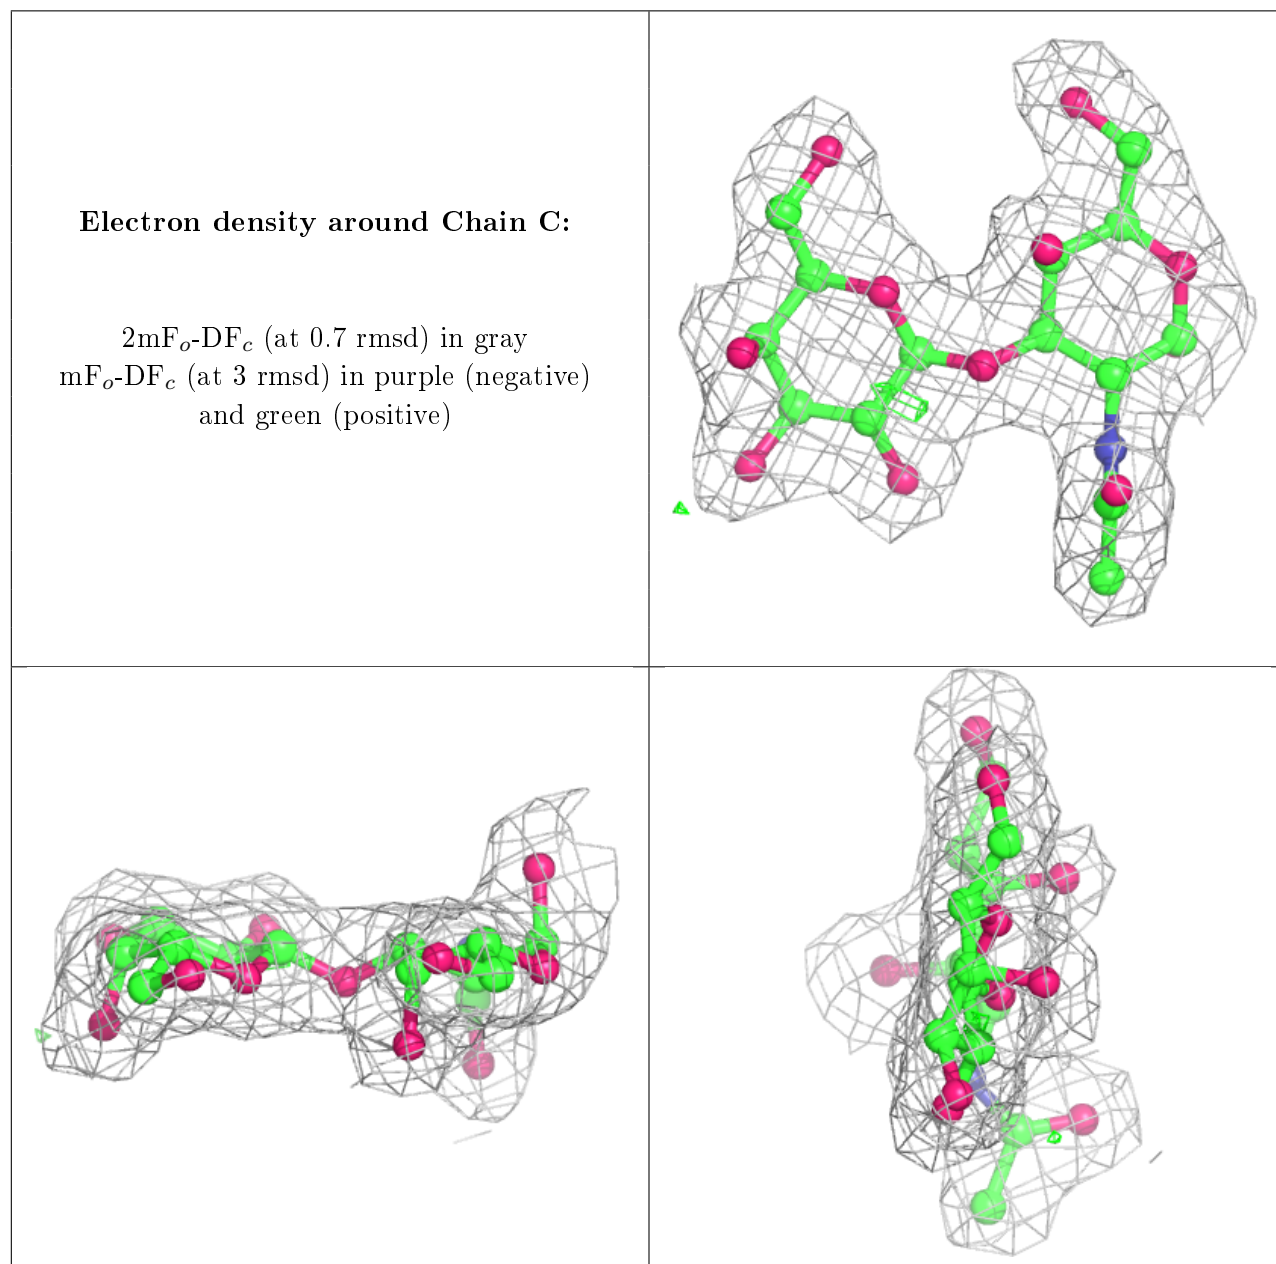 Electron density around Chain C:
2mFo-DFc (at 0.7 rmsd) in gray
mFo-DFc (at 3 rmsd) in purple (negative)
and green (positive)